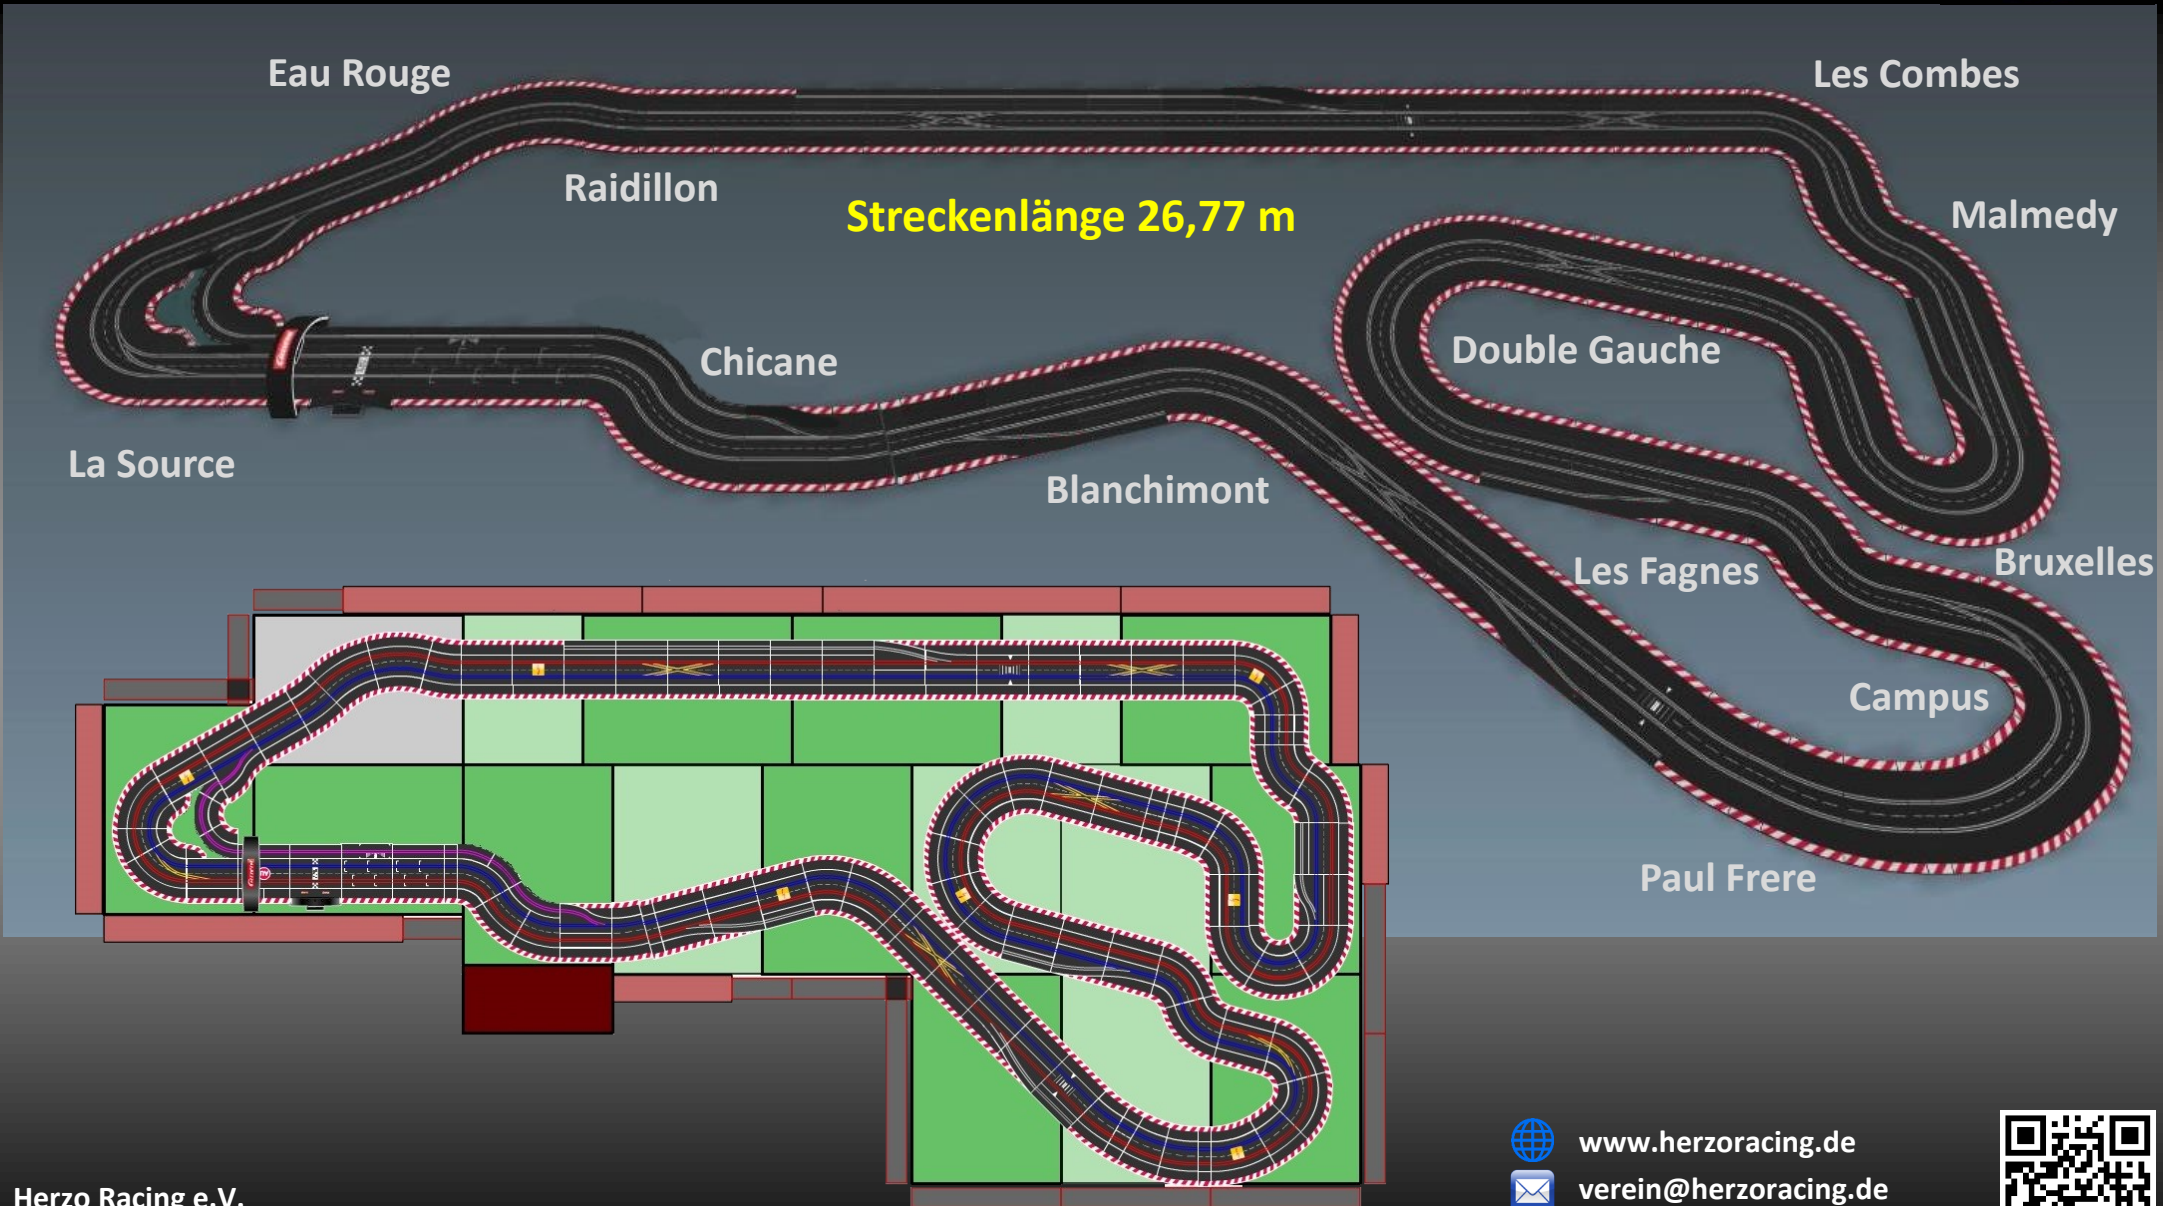 Eau Rouge
Les Combes
Raidillon
Streckenlänge 26,77 m
Malmedy
Double Gauche
Chicane
La Source
Blanchimont
Les Fagnes
Bruxelles
Campus
Paul Frere
www.herzoracing.de
verein@herzoracing.de
Herzo Racing e.V.